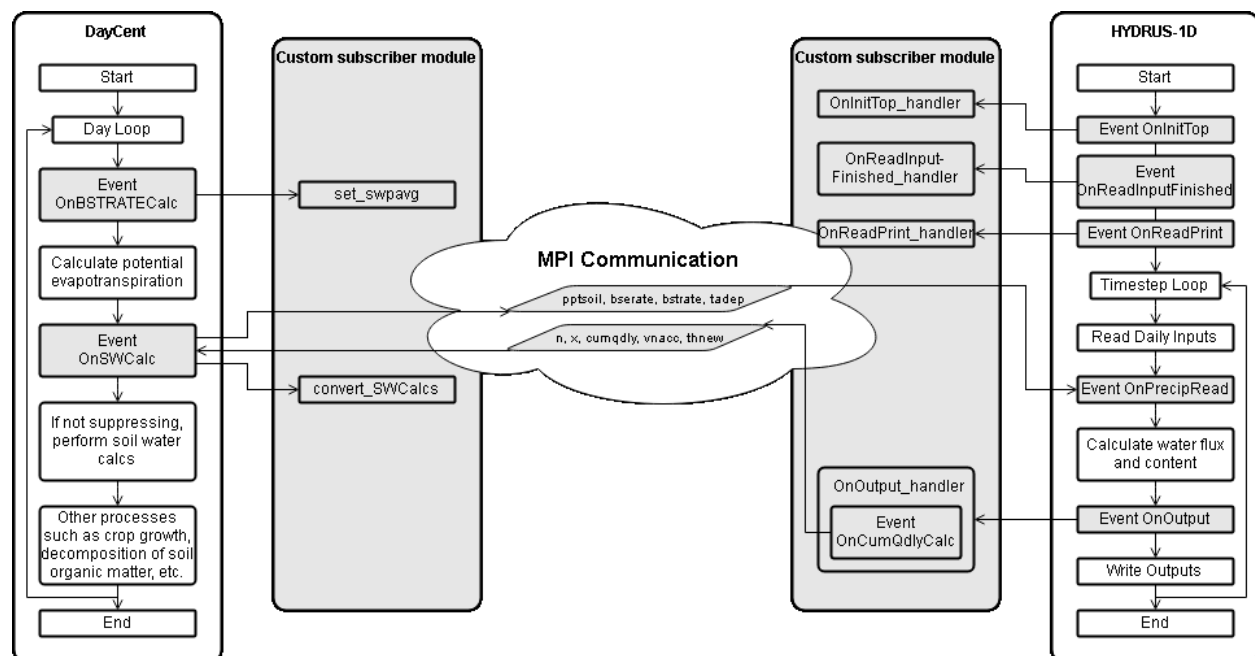 DayCent
Start
Day Loop
Event
OnBSTRATECalc
Calculate potential
evapotranspiration
Event
OnSWCalc
If not suppressing,
perform soil water
calcs
Other processes
such as crop growth,
decomposition of soil
organic matter, etc.
End
Custom subscriber module
set_swpavg
convert_SWCalcs
MPI Communication
pptsoil, bserate, bstrate, tadep
n, x, cumqdly, vnacc, thnew
Custom subscriber module
OnInitTop_handler
OnReadInput-
Finished_handler
OnReadPrint_handler
OnOutput_handler
Event
OnCumQdlyCalc
HYDRUS-1D
Start
Event OnInitTop
Event
OnReadInputFinished
Event OnReadPrint
Timestep Loop
Read Daily Inputs
Event OnPrecipRead
Calculate water flux
and content
Event OnOutput
Write Outputs
End